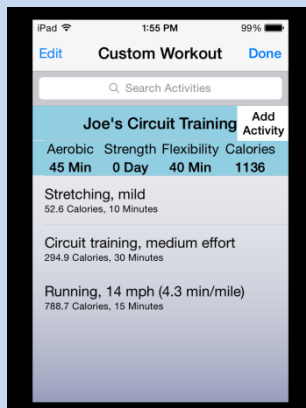 iPad 1:55 PM 99%
Edit Custom Workout Done
Search Activities
Joe's Circuit Training Add Activity
Aerobic Strength Flexibility Calories
45 Min 0 Day 40 Min 1136
Stretching, mild
52.6 Calories, 10 Minutes
Circuit training, medium effort
294.9 Calories, 30 Minutes
Running, 14 mph (4.3 min/mile)
788.7 Calories, 15 Minutes